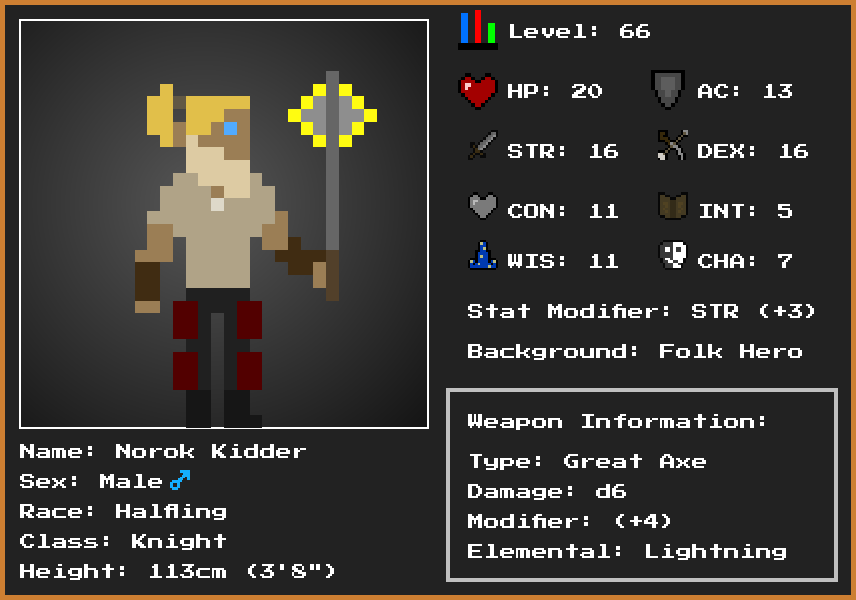 Level: 66
HP: 20 AC: 13
STR: 16 DEX: 16
CON: 11 INT: 5
WIS: 11 CHA: 7
Stat Modifier: STR (+3)
Background: Folk Hero
Weapon Information:
Type: Great Axe
Damage: d6
Modifier: (+4)
Elemental: Lightning
Name: Norok Kidder
Sex: Male♂
Race: Halfling
Class: Knight
Height: 113cm (3'8")